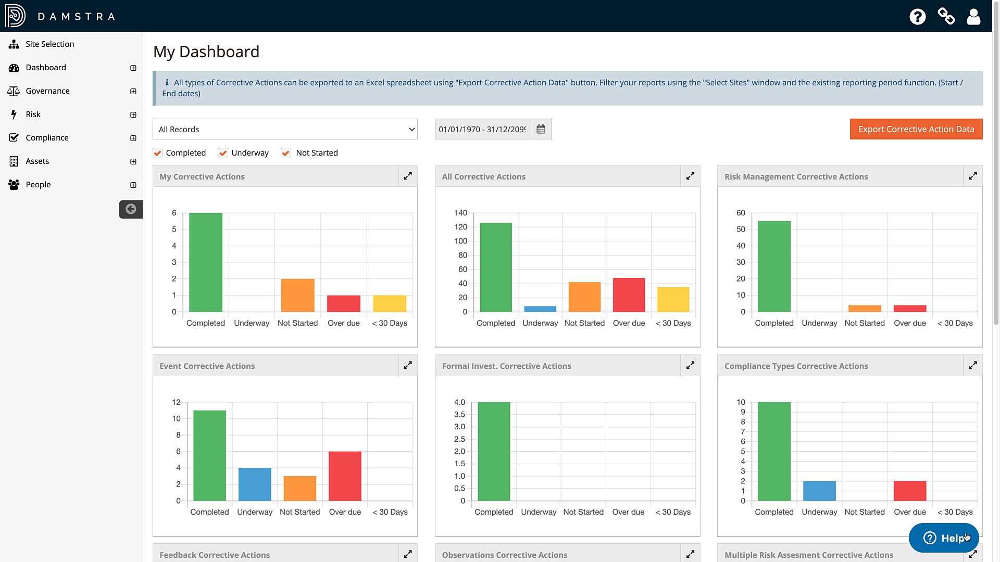 DAMSTRA
Site Selection
Dashboard
Governance
Risk
Compliance
Assets
People
My Dashboard
All types of Corrective Actions can be exported to an Excel spreadsheet using "Export Corrective Action Data" button. Filter your reports using the "Select Sites" window and the existing reporting period function. (Start /
End dates)
All Records
01/01/1970 - 31/12/2099
Export Corrective Action Data
Completed Underway Not Started
My Corrective Actions
6
5
4
3
2
1
0
Completed Underway Not Started Over due < 30 Days
All Corrective Actions
140
120
100
80
60
40
20
0
Completed Underway Not Started Over due < 30 Days
Risk Management Corrective Actions
60
50
40
30
20
10
0
Completed Underway Not Started Over due < 30 Days
Event Corrective Actions
12
10
8
6
4
2
0
Completed Underway Not Started Over due < 30 Days
Formal Invest. Corrective Actions
4.0
3.5
3.0
2.5
2.0
1.5
1.0
0.5
0
Completed Underway Not Started Over due < 30 Days
Compliance Types Corrective Actions
10
9
8
7
6
5
4
3
2
1
0
Completed Underway Not Started Over due < 30 Days
Feedback Corrective Actions
Observations Corrective Actions
Multiple Risk Assesment Corrective Actions
Help